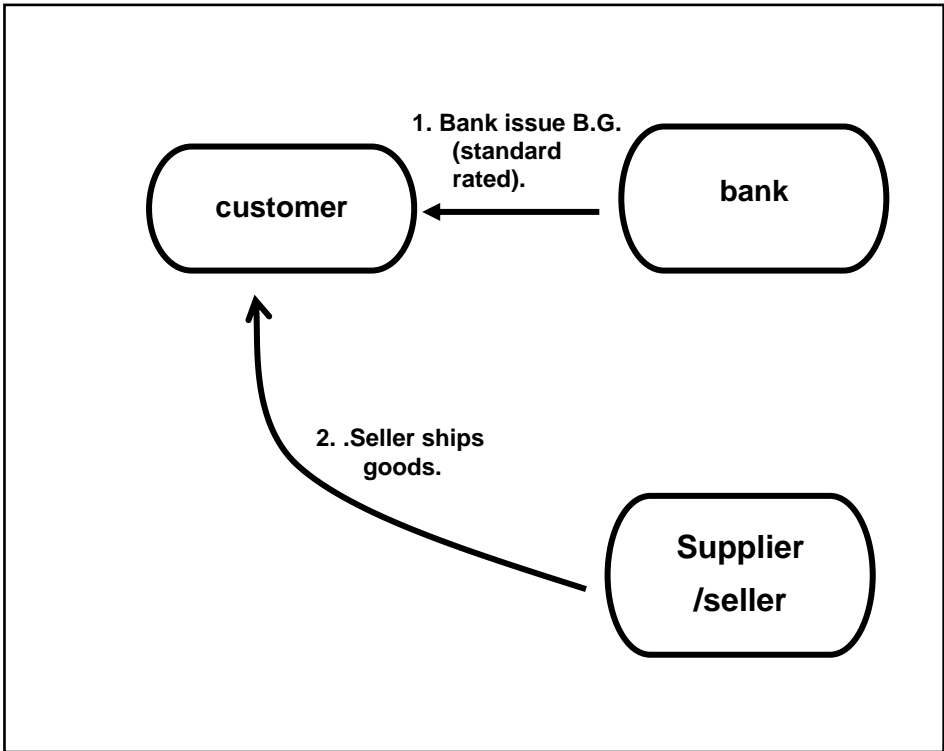 1. Bank issue B.G.
(standard
rated).
customer
bank
2. .Seller ships
goods.
Supplier
/seller